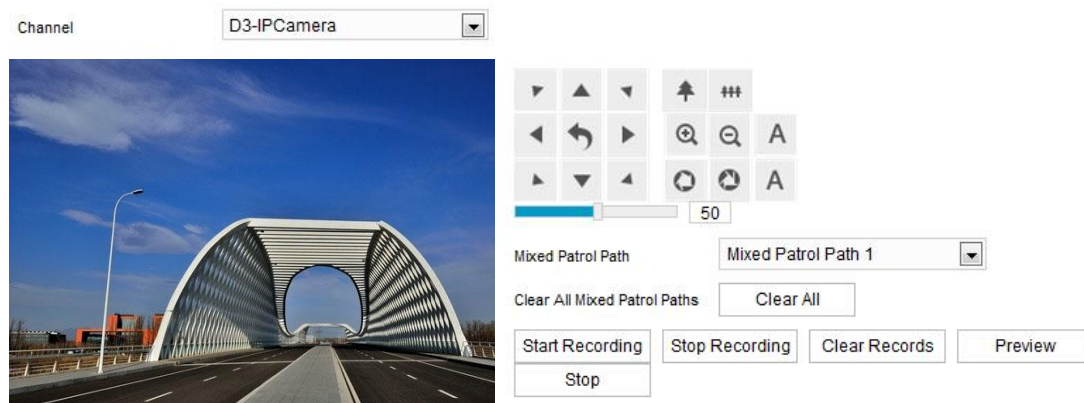 Channel
D3-IPCamera
A
A
50
Mixed Patrol Path
Mixed Patrol Path 1
Clear All Mixed Patrol Paths
Clear All
Start Recording
Stop Recording
Clear Records
Preview
Stop